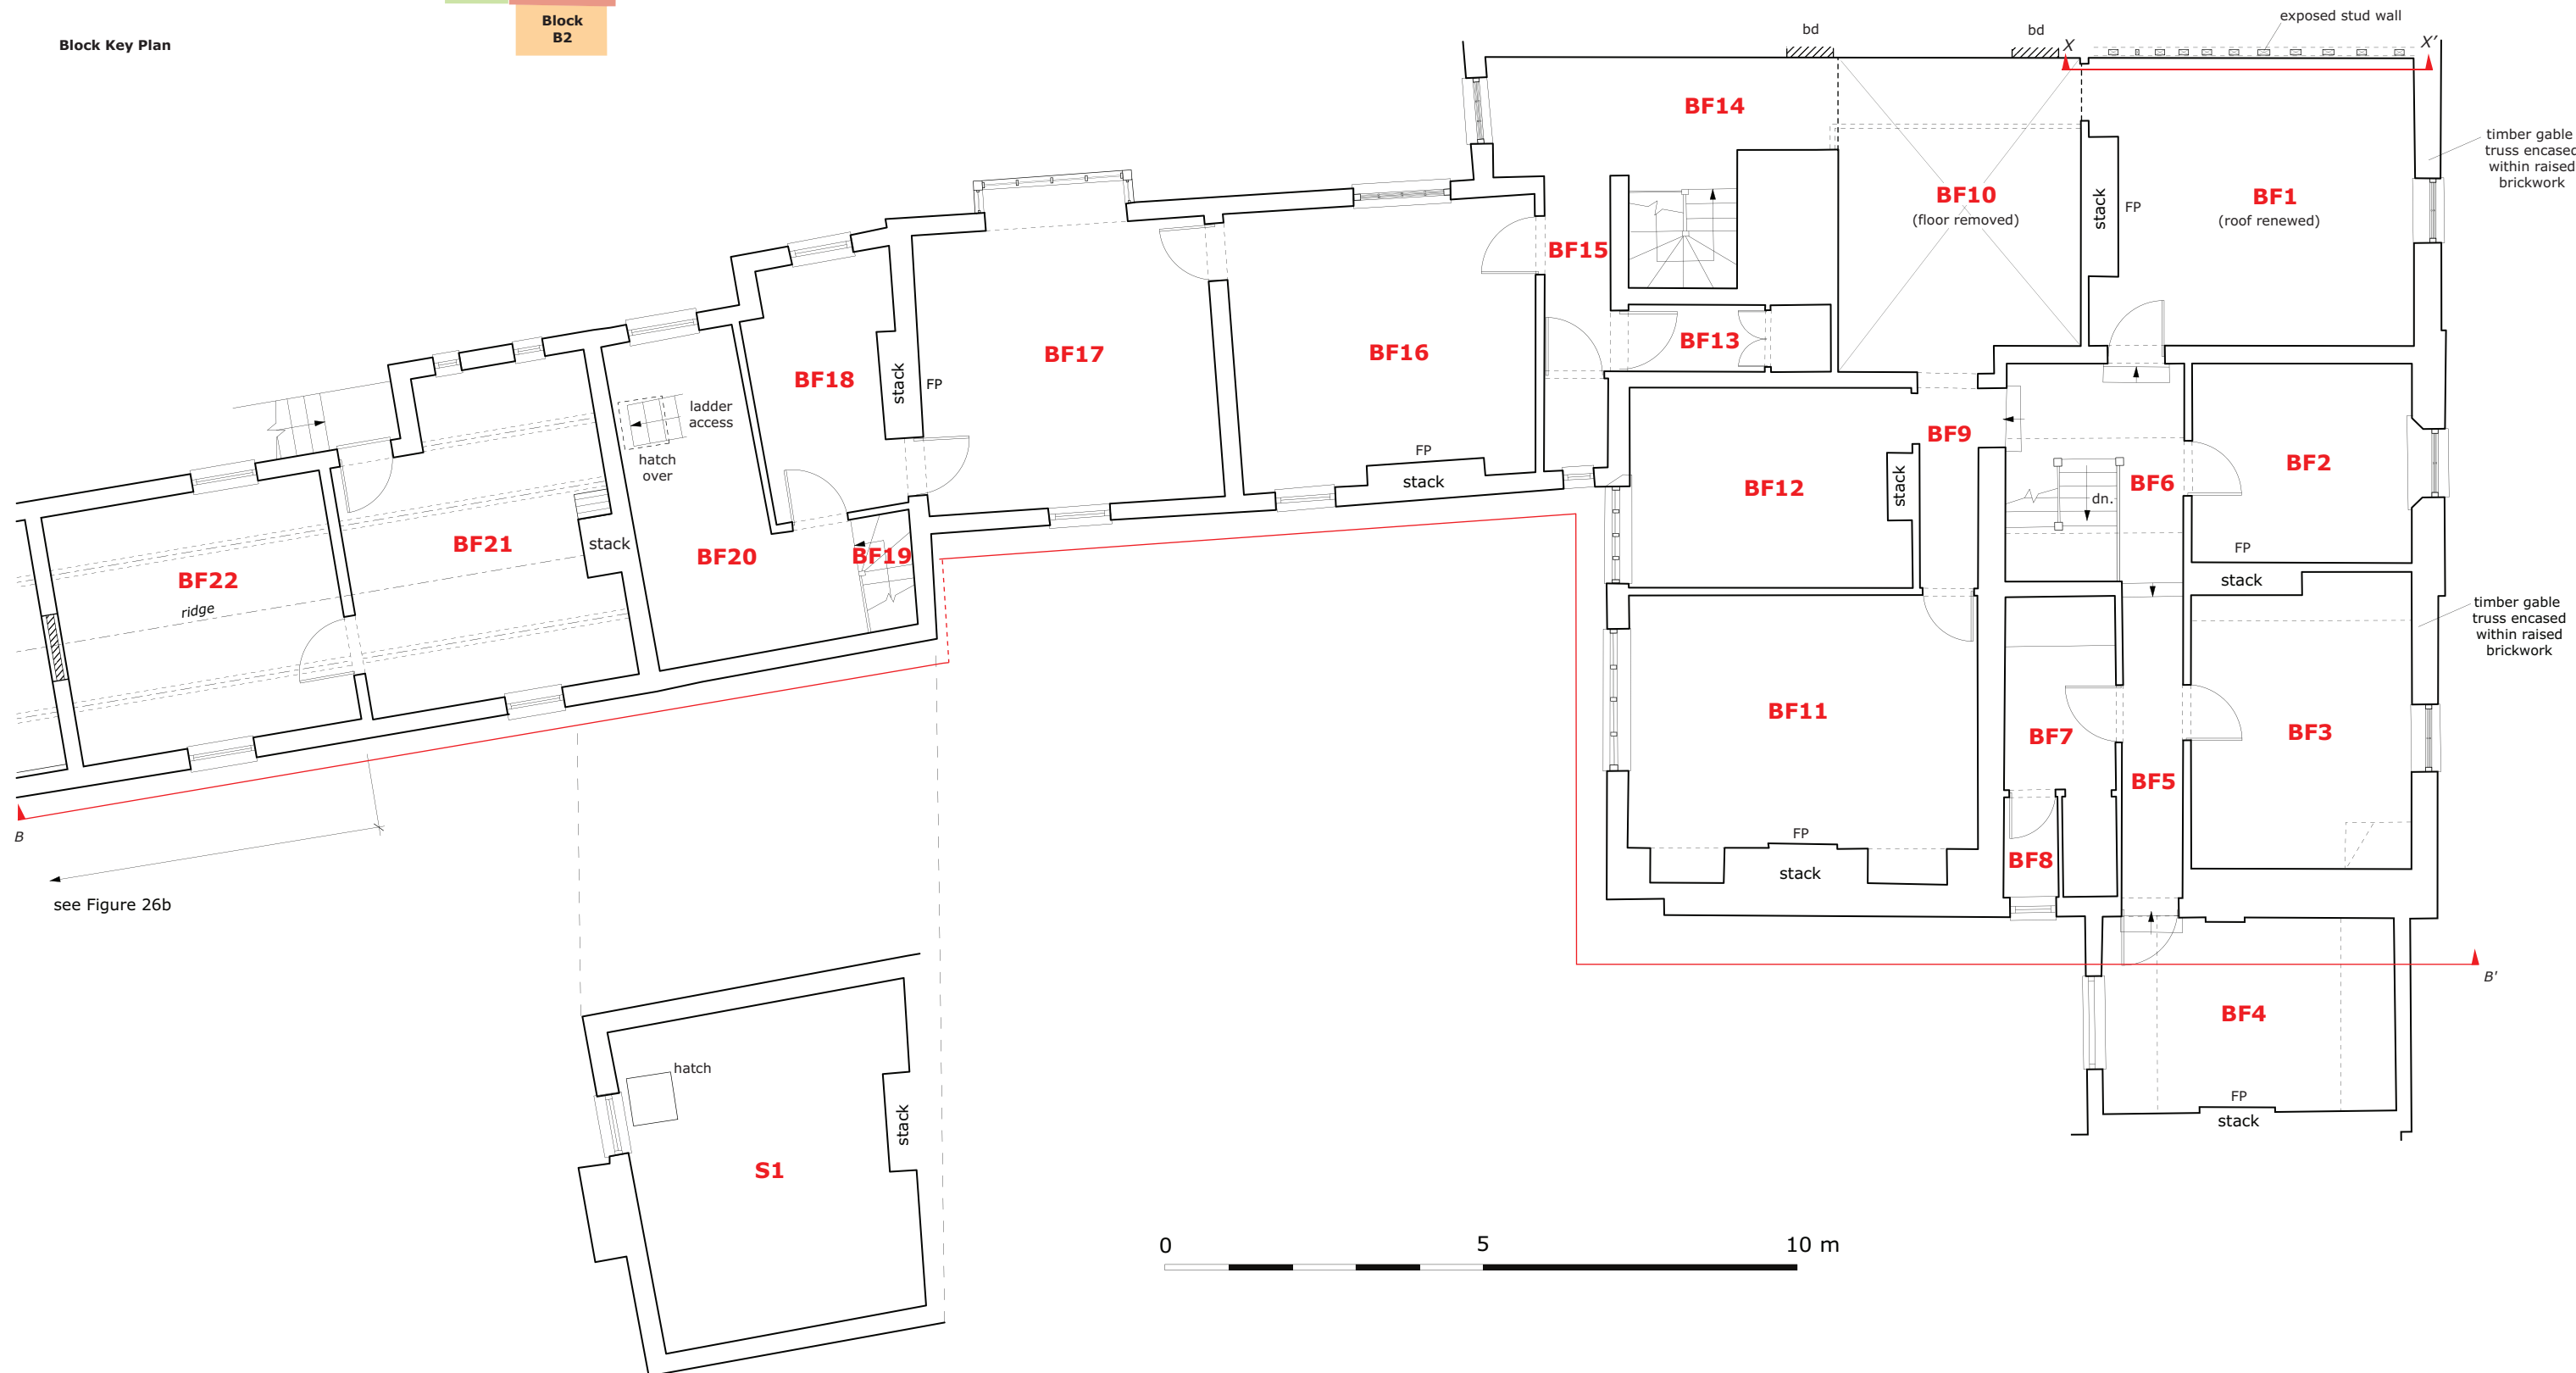 Block
B2
Block Key Plan
exposed stud wall
bd
bd
X
X'
BF14
timber gable
truss encased
within raised
brickwork
BF10
(floor removed)
stack
FP
BF1
(roof renewed)
BF15
BF13
BF17
BF16
BF18
stack
FP
ladder
access
hatch
over
BF9
FP
stack
BF12
stack
BF6
dn.
BF2
FP
stack
BF21
stack
BF20
BF19
BF22
ridge
timber gable
truss encased
within raised
brickwork
BF11
BF7
BF3
BF5
B
FP
stack
BF8
see Figure 26b
B'
BF4
hatch
stack
FP
stack
S1
0
5
10 m